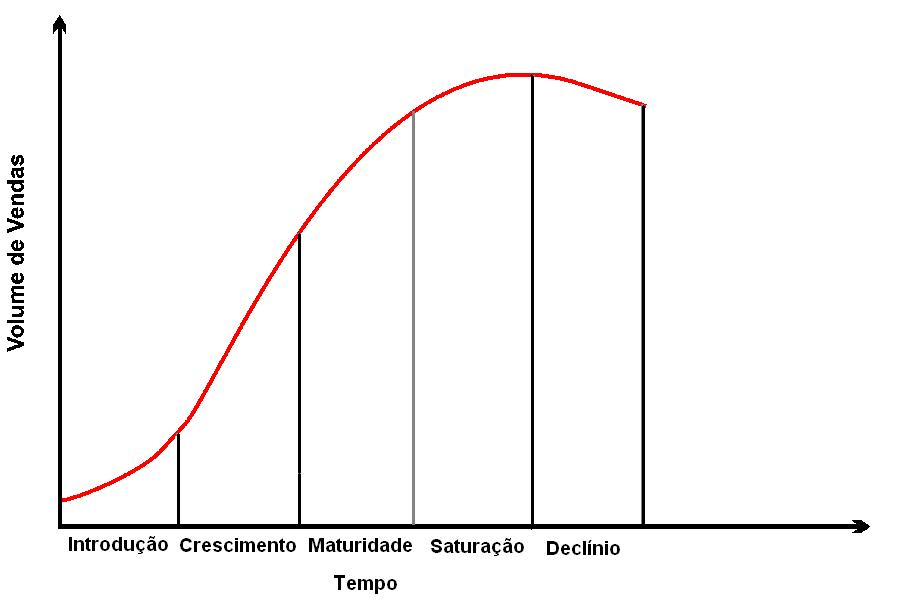 Volume de Vendas
Introdução Crescimento Maturidade Saturação Declínio
Tempo